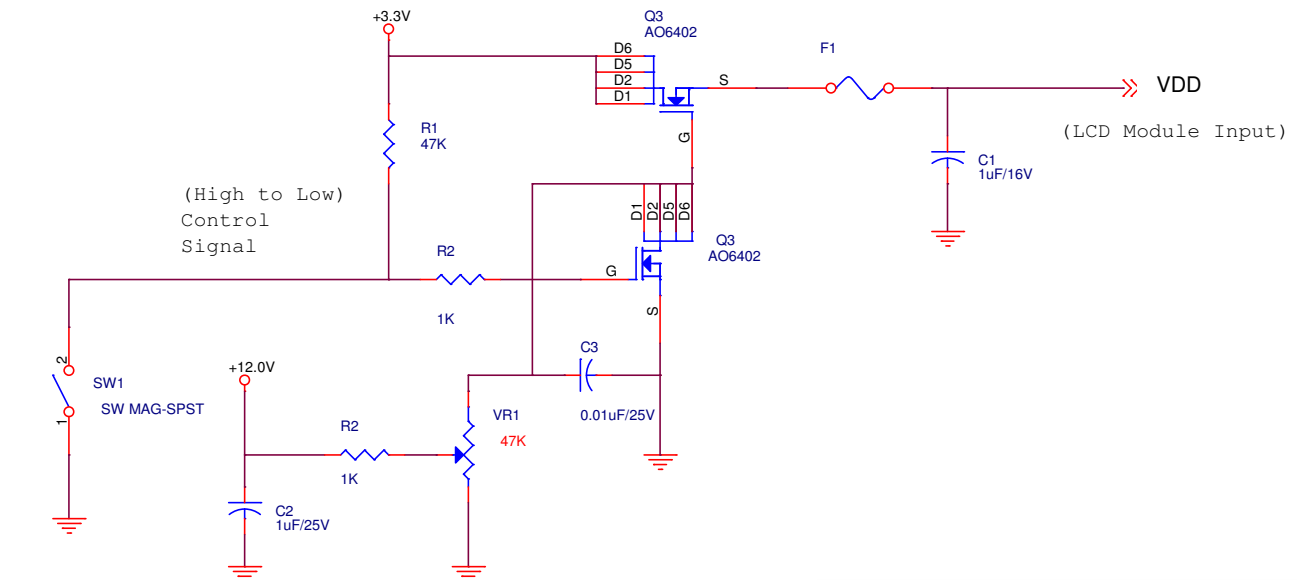 +3.3V
Q3
AO6402
D6
D5
D2
D1
S
G
F1
VDD
(LCD Module Input)
R1
47K
C1
1uF/16V
(High to Low)
Control
Signal
D1
D2
D5
D6
Q3
AO6402
R2
1K
G
S
2
1
SW1
SW MAG-SPST
+12.0V
C3
0.01uF/25V
VR1
47K
R2
1K
C2
1uF/25V